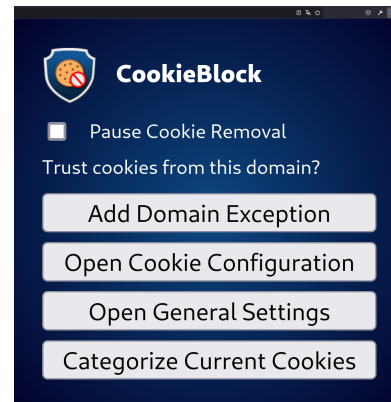 CookieBlock
Pause Cookie Removal
Trust cookies from this domain?
Add Domain Exception
Open Cookie Configuration
Open General Settings
Categorize Current Cookies